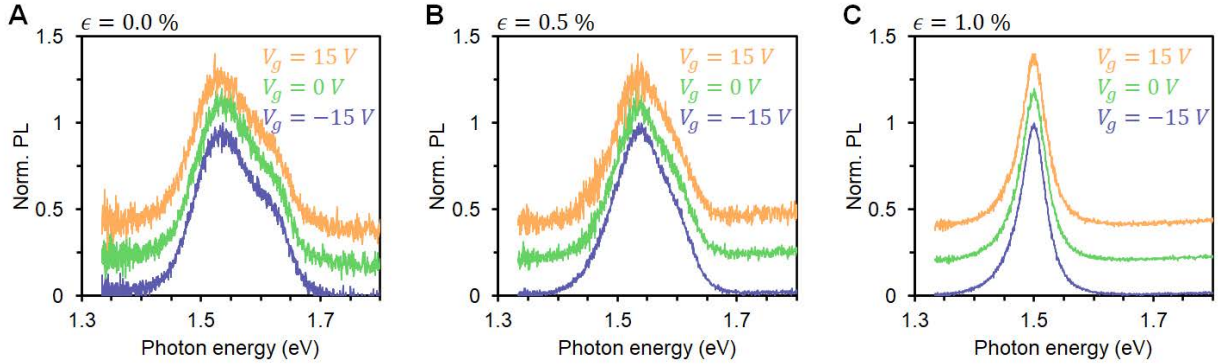 A
ϵ = 0.0 %
1.5
1
0.5
0
Norm. PL
V_g = 15 V
V_g = 0 V
V_g = −15 V
1.3
1.5
1.7
Photon energy (eV)
B
ϵ = 0.5 %
1.5
1
0.5
0
Norm. PL
V_g = 15 V
V_g = 0 V
V_g = −15 V
1.3
1.5
1.7
Photon energy (eV)
C
ϵ = 1.0 %
1.5
1
0.5
0
Norm. PL
V_g = 15 V
V_g = 0 V
V_g = −15 V
1.3
1.5
1.7
Photon energy (eV)